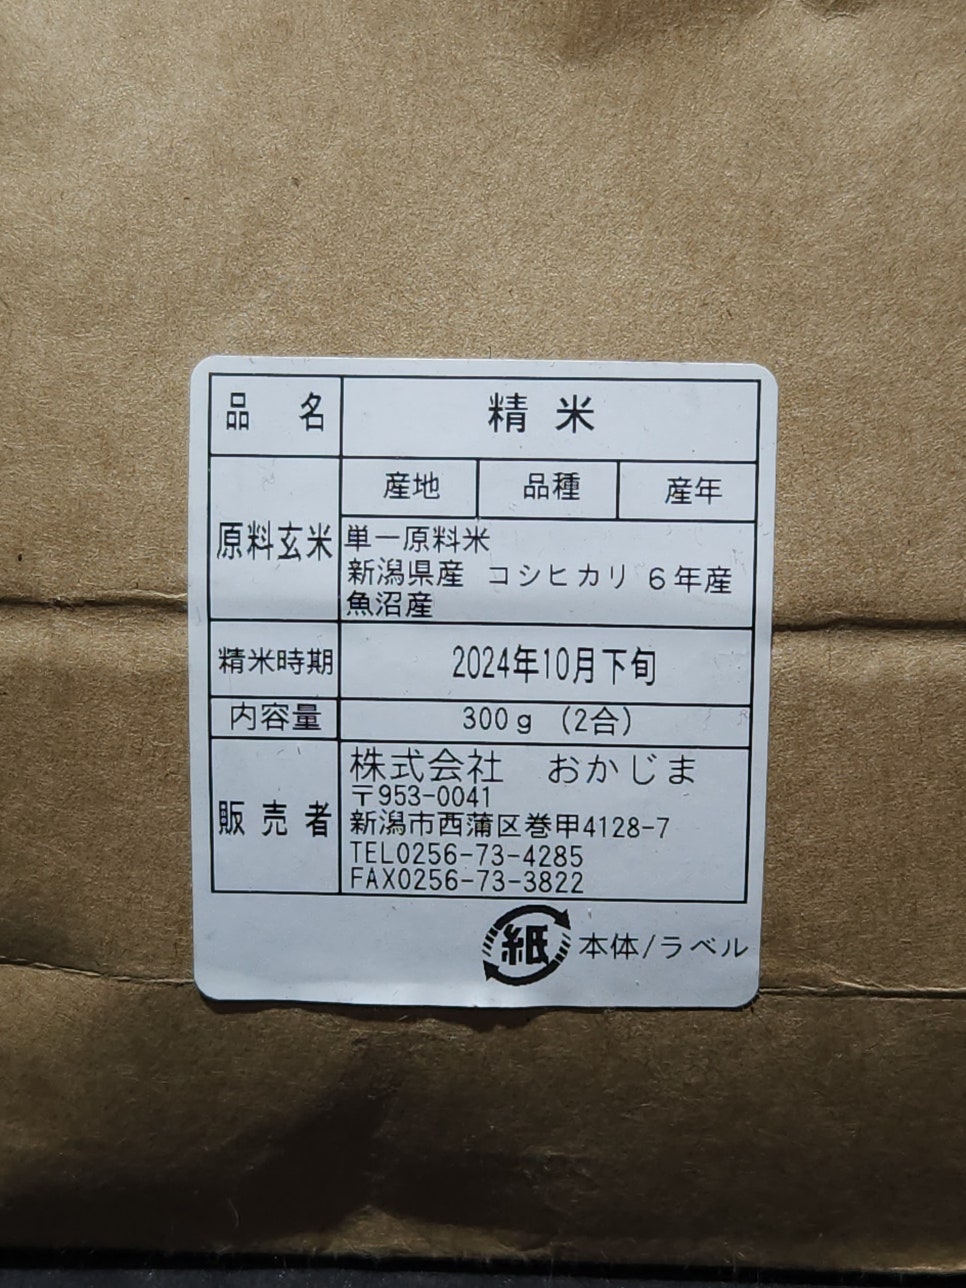 品名 精米
原料玄米
産地 品種 産年
単一原料米
新潟県産 コシヒカリ 6年産
魚沼産
精米時期 2024年10月下旬
内容量 300g (2合)
販売者
株式会社 おかじま
〒953-0041
新潟市西蒲区巻甲4128-7
TEL0256-73-4285
FAX0256-73-3822
紙 本体/ラベル